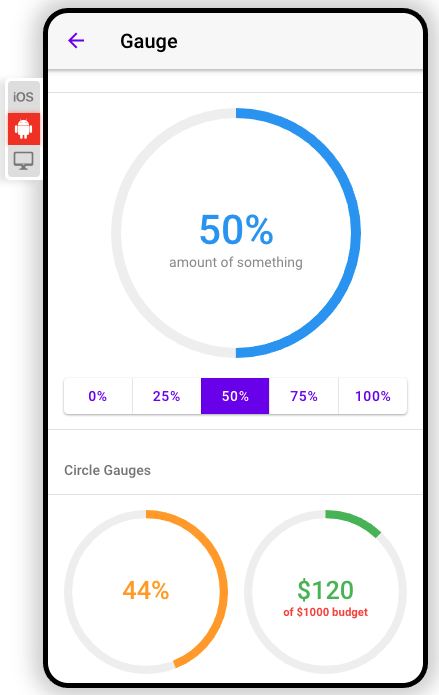 Gauge
iOS
50%
amount of something
0% 25% 50% 75% 100%
Circle Gauges
44%
$120
of $1000 budget